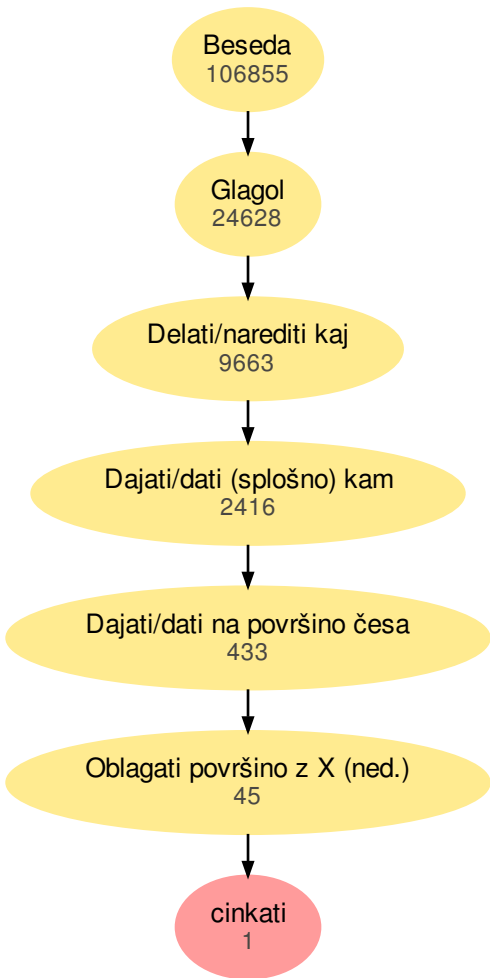 Beseda
106855
Glagol
24628
Delati/narediti kaj
9663
Dajati/dati (splošno) kam
2416
Dajati/dati na površino česa
433
Oblagati površino z X (ned.)
45
cinkati
1